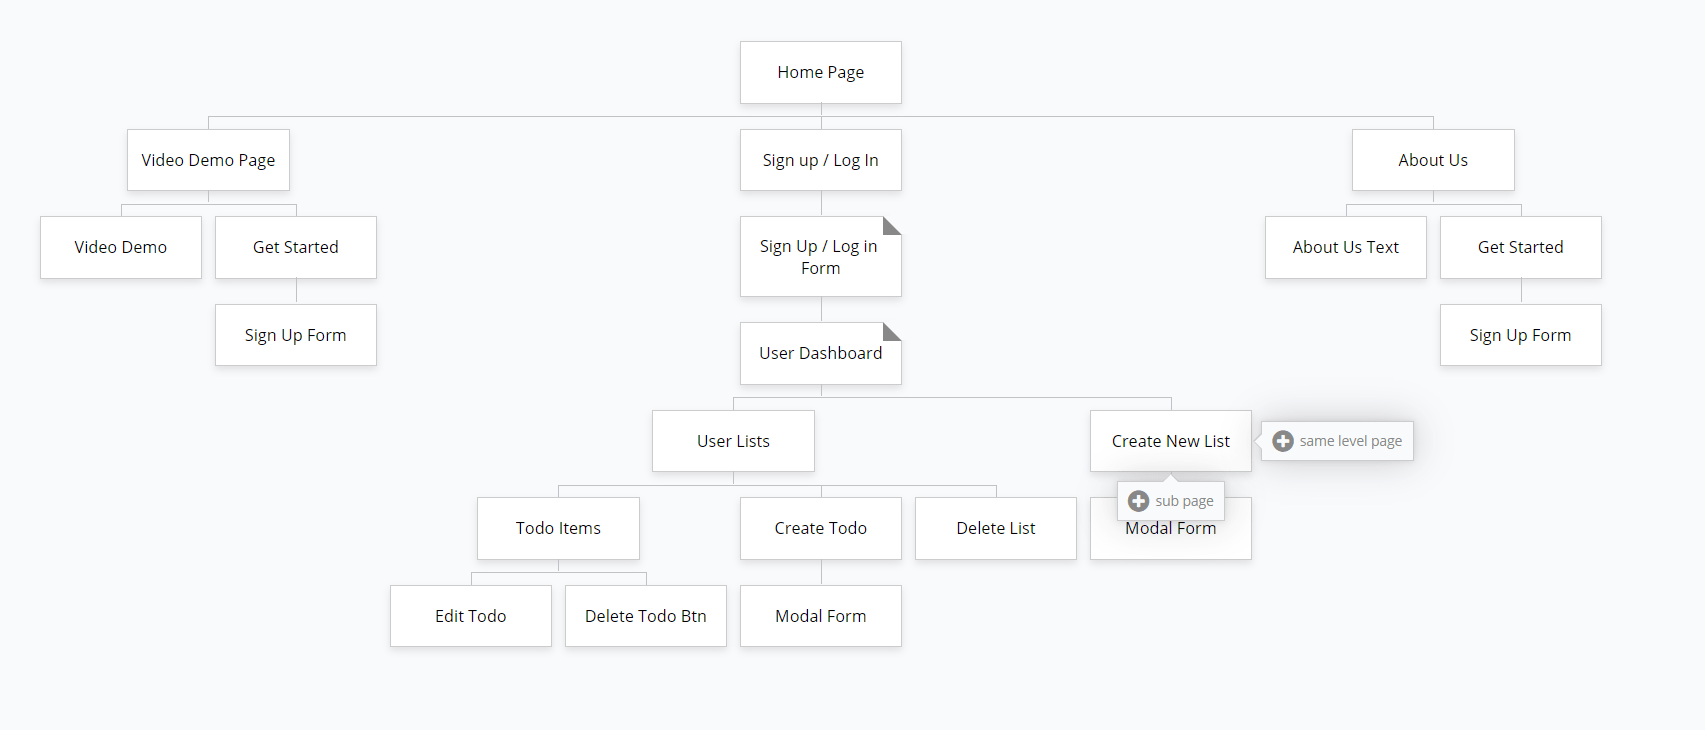 Home Page
Video Demo Page
Sign up / Log In
About Us
Video Demo
Get Started
Sign Up / Log in
Form
About Us Text
Get Started
Sign Up Form
User Dashboard
Sign Up Form
User Lists
Create New List
same level page
sub page
Todo Items
Create Todo
Delete List
Modal Form
Edit Todo
Delete Todo Btn
Modal Form